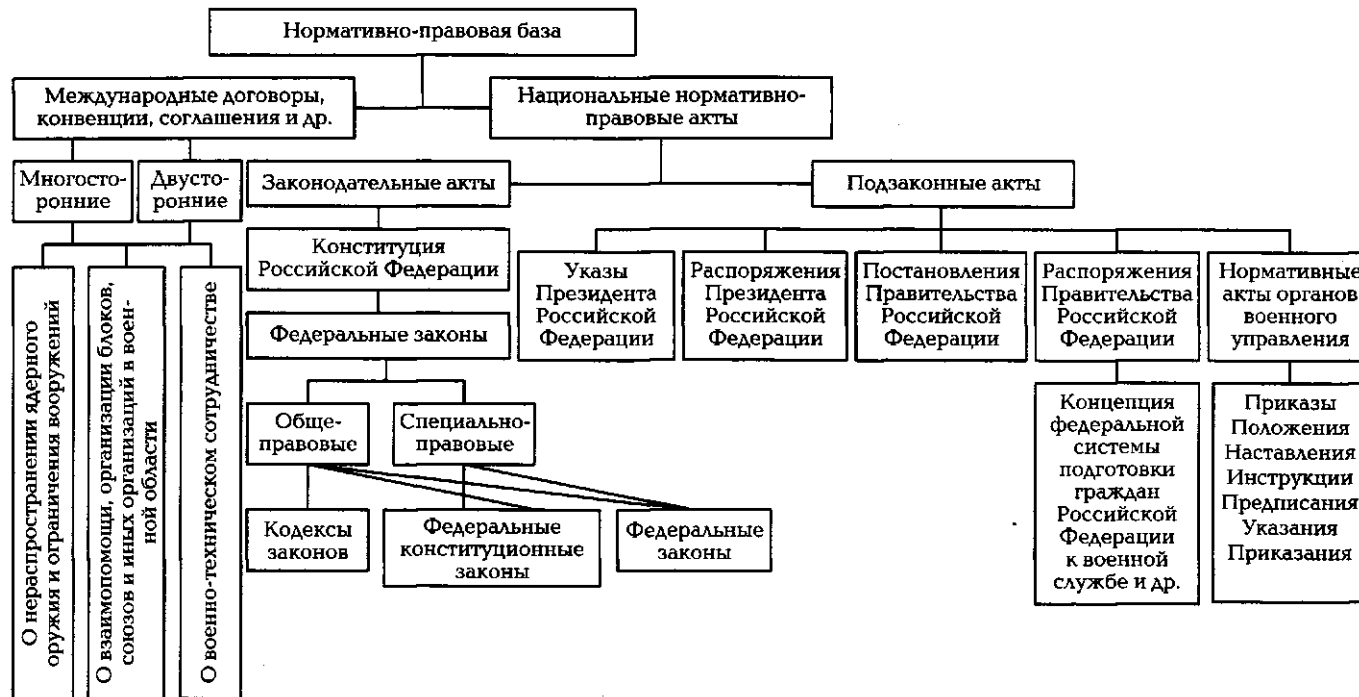 Нормативно-правовая база
Международные договоры,
конвенции, соглашения и др.
Национальные нормативно-
правовые акты
Многосто-
ронние
Двусто-
ронние
Законодательные акты
Подзаконные акты
О нераспространении ядерного
оружия и ограничения вооружений
О взаимопомощи, организации блоков,
союзов и иных организаций в воен-
ной области
О военно-техническом сотрудничестве
Конституция
Российской Федерации
Федеральные законы
Обще-
правовые
Специально-
правовые
Кодексы
законов
Федеральные
конституционные
законы
Федеральные
законы
Указы
Президента
Российской
Федерации
Распоряжения
Президента
Российской
Федерации
Постановления
Правительства
Российской
Федерации
Распоряжения
Правительства
Российской
Федерации
Нормативные
акты органов
военного
управления
Концепция
федеральной
системы
подготовки
граждан
Российской
Федерации
к военной
службе и др.
Приказы
Положения
Наставления
Инструкции
Предписания
Указания
Приказания